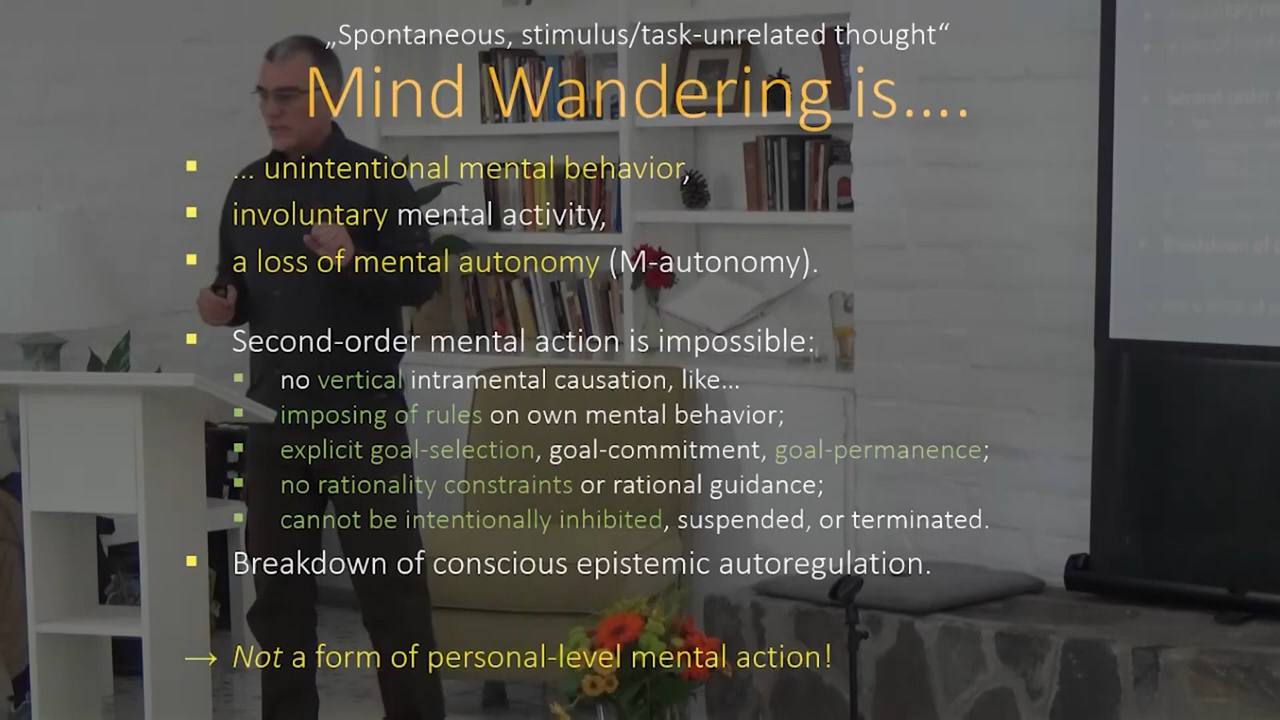 „Spontaneous, stimulus/task-unrelated thought“
Mind Wandering is....
... unintentional mental behavior,
involuntary mental activity,
a loss of mental autonomy (M-autonomy).
Second-order mental action is impossible:
no vertical intramental causation, like...
imposing of rules on own mental behavior;
explicit goal-selection, goal-commitment, goal-permanence;
no rationality constraints or rational guidance;
cannot be intentionally inhibited, suspended, or terminated.
Breakdown of conscious epistemic autoregulation.
→ Not a form of personal-level mental action!